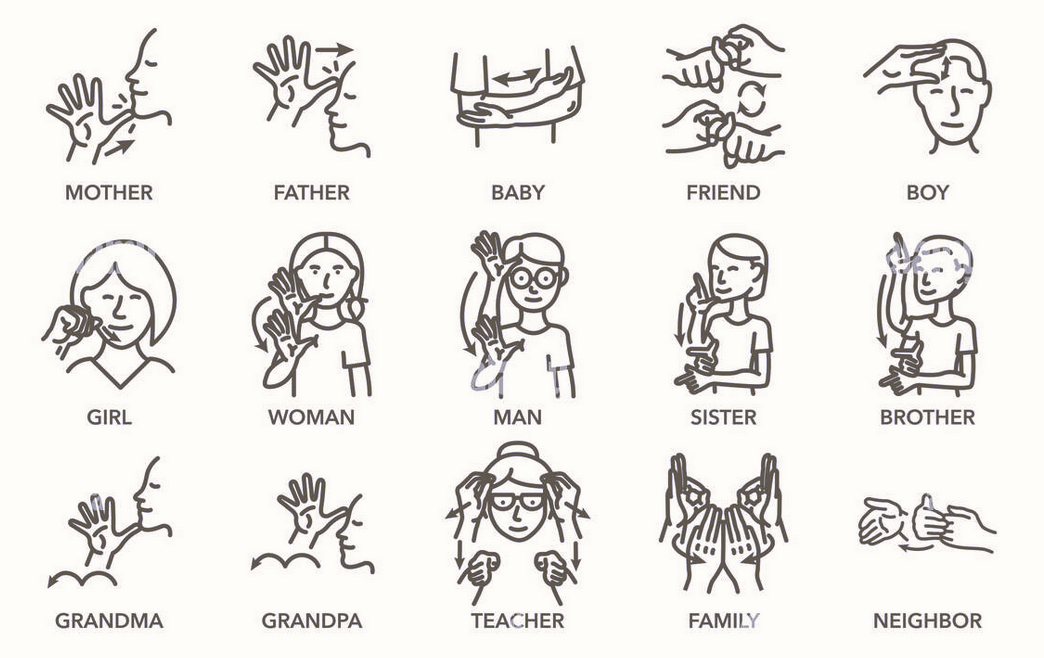 MOTHER
FATHER
BABY
FRIEND
BOY
GIRL
WOMAN
MAN
SISTER
BROTHER
GRANDMA
GRANDPA
TEACHER
FAMILY
NEIGHBOR